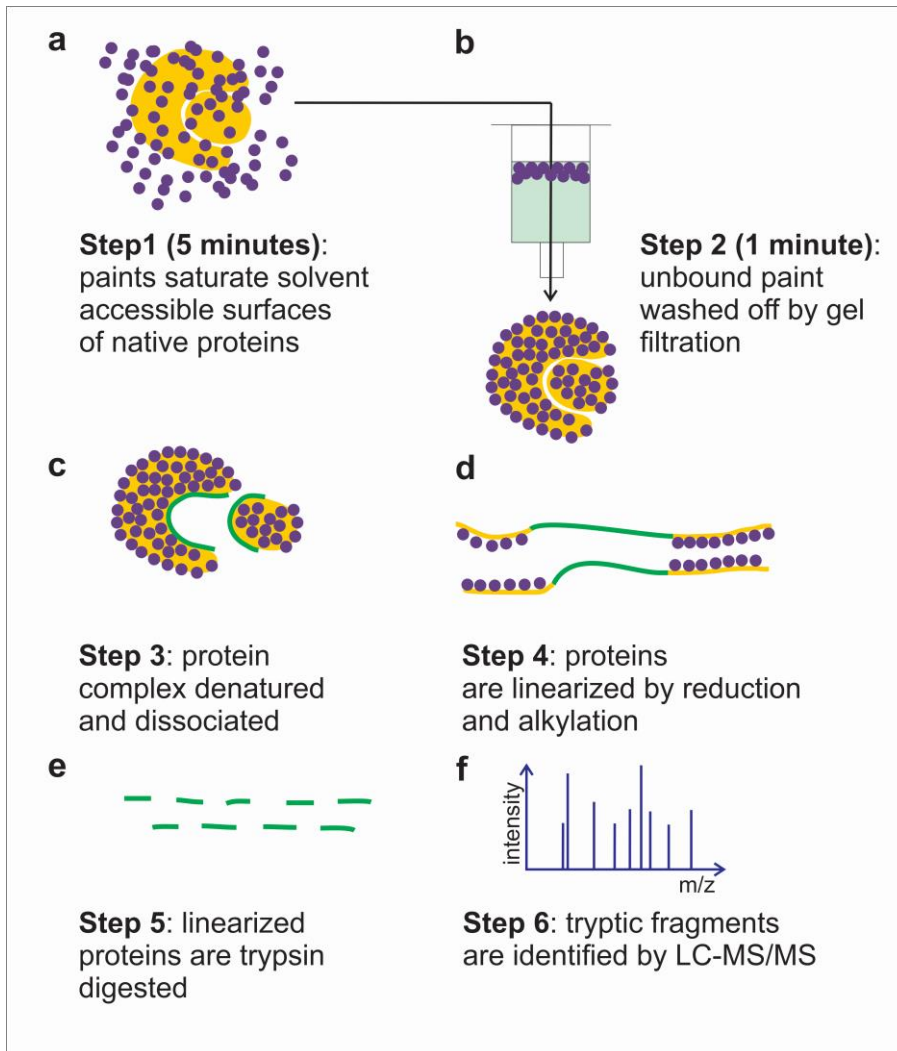 a
b
Step1 (5 minutes):
paints saturate solvent
accessible surfaces
of native proteins
Step 2 (1 minute):
unbound paint
washed off by gel
filtration
c
d
Step 3: protein
complex denatured
and dissociated
Step 4: proteins
are linearized by reduction
and alkylation
e
f
intensity
m/z
Step 5: linearized
proteins are trypsin
digested
Step 6: tryptic fragments
are identified by LC-MS/MS